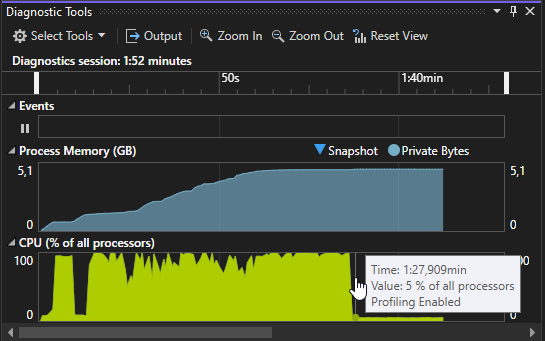 Diagnostic Tools
Select Tools Output Zoom In Zoom Out Reset View
Diagnostics session: 1:52 minutes
50s 1:40min
Events
Process Memory (GB) Snapshot Private Bytes
5,1 5,1
0 0
CPU (% of all processors)
100 100
Time: 1:27,909min
Value: 5 % of all processors
Profiling Enabled
0 0